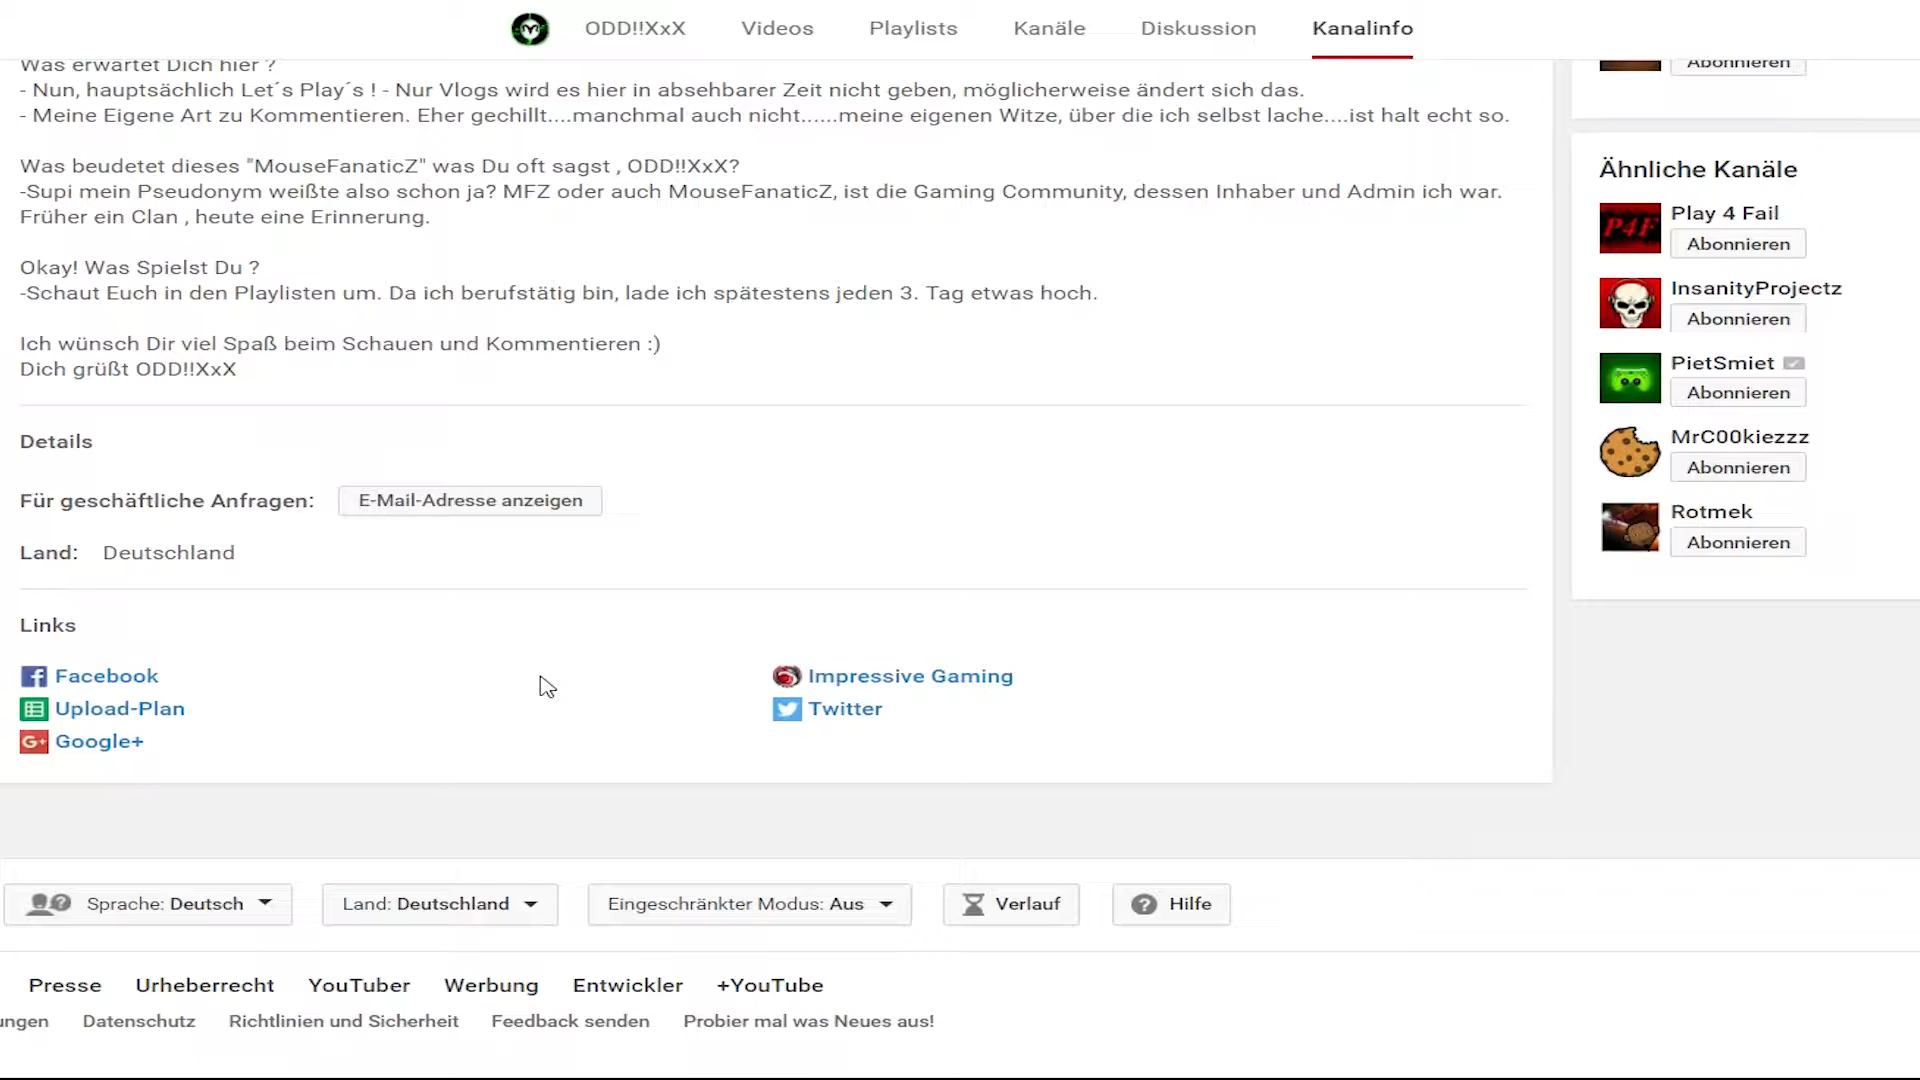 ODD!!XxX Videos Playlists Kanäle Diskussion Kanalinfo
Was erwartet Dich hier ?
- Nun, hauptsächlich Let´s Play´s ! - Nur Vlogs wird es hier in absehbarer Zeit nicht geben, möglicherweise ändert sich das.
- Meine Eigene Art zu Kommentieren. Eher gechillt....manchmal auch nicht......meine eigenen Witze, über die ich selbst lache....ist halt echt so.
Was beudetet dieses "MouseFanaticZ" was Du oft sagst , ODD!!XxX?
-Supi mein Pseudonym weißte also schon ja? MFZ oder auch MouseFanaticZ, ist die Gaming Community, dessen Inhaber und Admin ich war.
Früher ein Clan , heute eine Erinnerung.
Okay! Was Spielst Du ?
-Schaut Euch in den Playlisten um. Da ich berufstätig bin, lade ich spätestens jeden 3. Tag etwas hoch.
Ich wünsch Dir viel Spaß beim Schauen und Kommentieren :)
Dich grüßt ODD!!XxX
Details
Für geschäftliche Anfragen: E-Mail-Adresse anzeigen
Land: Deutschland
Links
Facebook
Upload-Plan
Google+
Impressive Gaming
Twitter
Abonnieren
Ähnliche Kanäle
P4F
Play 4 Fail
Abonnieren
InsanityProjectz
Abonnieren
PietSmiet
Abonnieren
MrC00kiezzz
Abonnieren
Rotmek
Abonnieren
Sprache: Deutsch Land: Deutschland Eingeschränkter Modus: Aus Verlauf Hilfe
Presse Urheberrecht YouTuber Werbung Entwickler +YouTube
ungen Datenschutz Richtlinien und Sicherheit Feedback senden Probier mal was Neues aus!